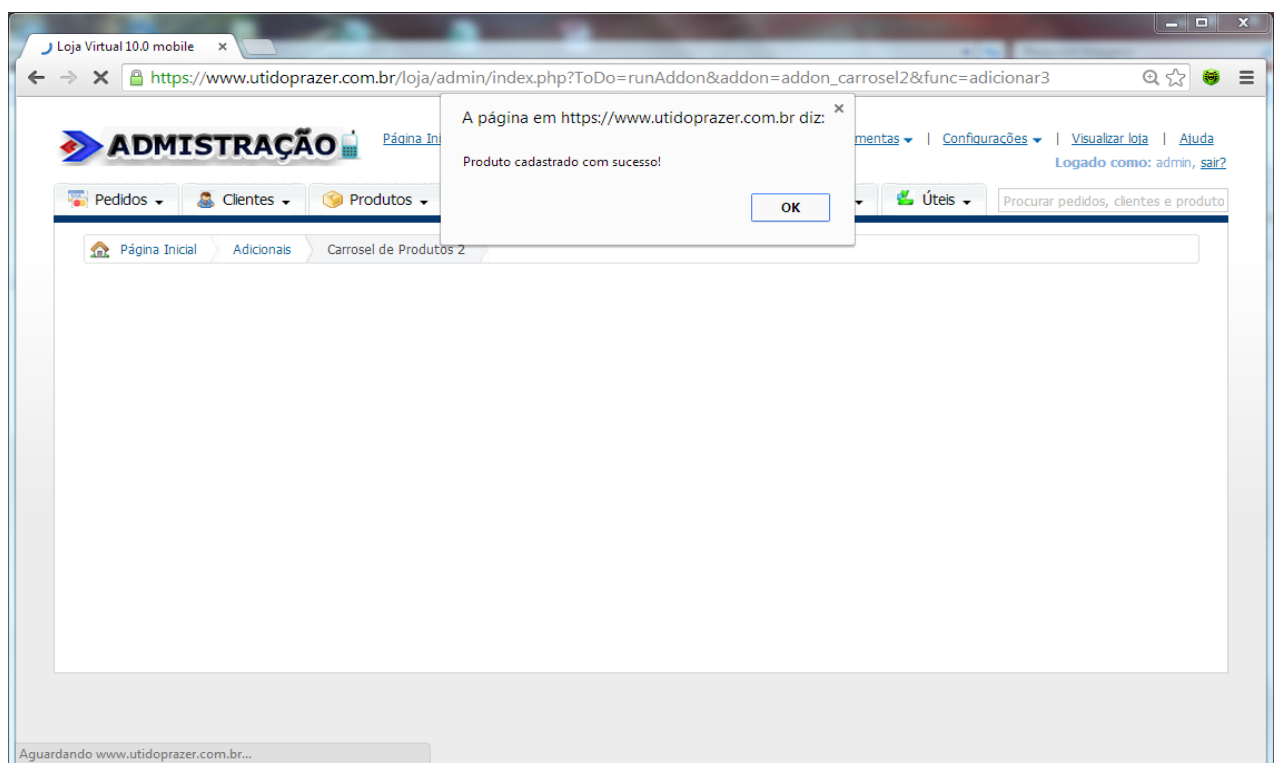 Loja Virtual 10.0 mobile
https://www.utidoprazer.com.br/loja/admin/index.php?ToDo=runAddon&addon=addon_carrosel2&func=adicionar3
A página em https://www.utidoprazer.com.br diz:
Produto cadastrado com sucesso!
OK
ADMISTRAÇÃO
Página Ini
mentas | Configurações | Visualizar loja | Ajuda
Logado como: admin, sair?
Pedidos Clientes Produtos Úteis Procurar pedidos, clientes e produto
Página Inicial Adicionais Carrosel de Produtos 2
Aguardando www.utidoprazer.com.br...